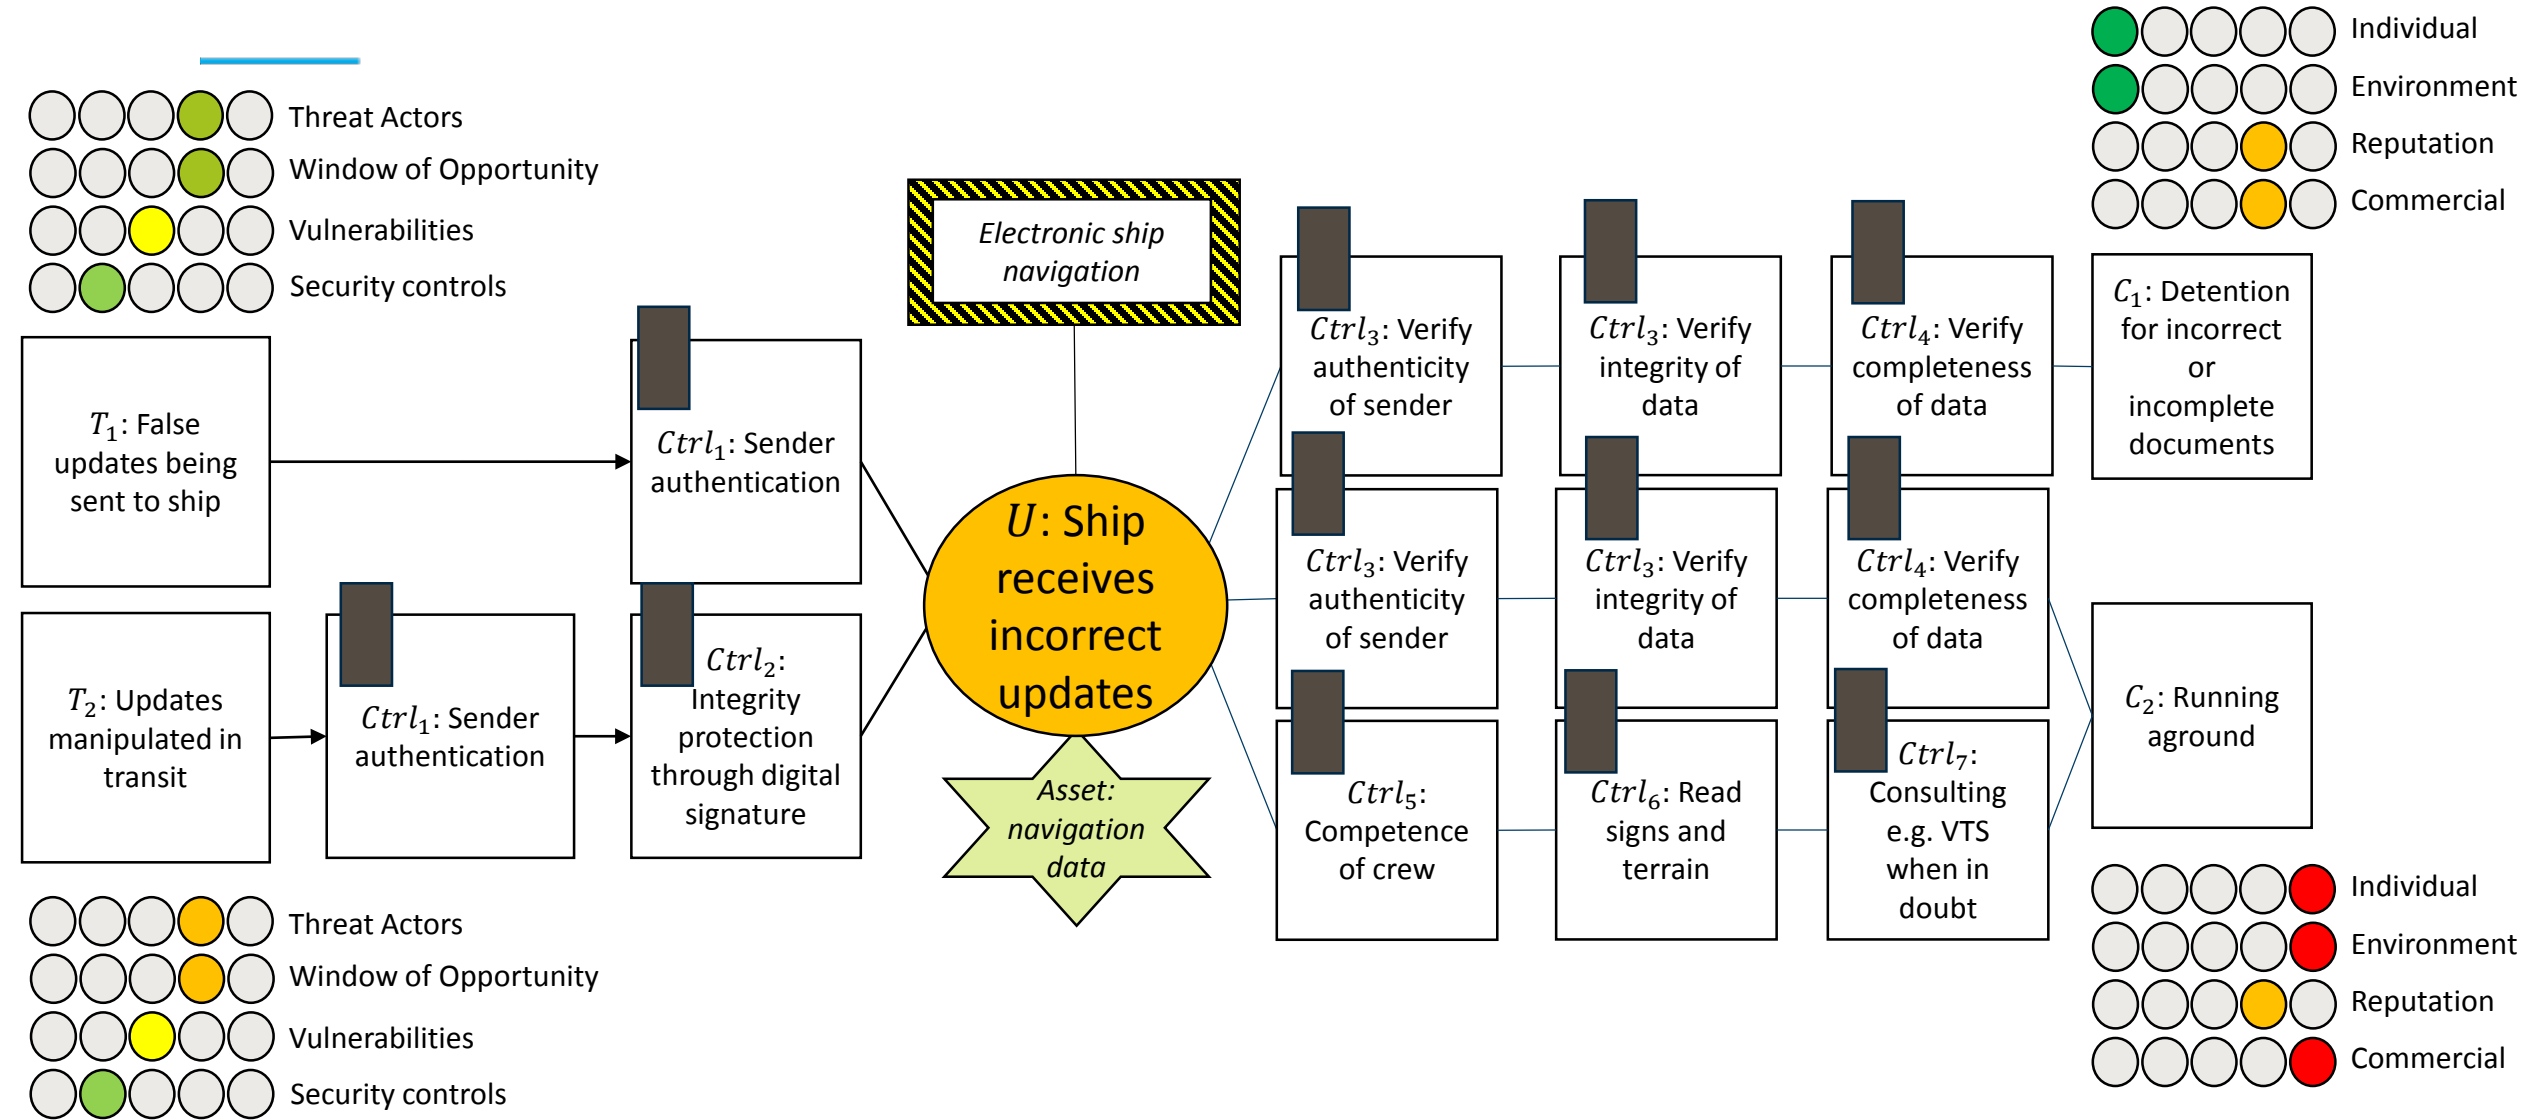 Threat Actors
Window of Opportunity
Vulnerabilities
Security controls
T₁: False
updates being
sent to ship
Ctrl₁: Sender
authentication
T₂: Updates
manipulated in
transit
Ctrl₁: Sender
authentication
Ctrl₂:
Integrity
protection
through digital
signature
Threat Actors
Window of Opportunity
Vulnerabilities
Security controls
Electronic ship
navigation
U: Ship
receives
incorrect
updates
Asset:
navigation
data
Ctrl₃: Verify
authenticity
of sender
Ctrl₃: Verify
integrity of
data
Ctrl₄: Verify
completeness
of data
Ctrl₃: Verify
authenticity
of sender
Ctrl₃: Verify
integrity of
data
Ctrl₄: Verify
completeness
of data
Ctrl₅:
Competence
of crew
Ctrl₆: Read
signs and
terrain
Ctrl₇:
Consulting
e.g. VTS
when in
doubt
Individual
Environment
Reputation
Commercial
C₁: Detention
for incorrect
or
incomplete
documents
C₂: Running
aground
Individual
Environment
Reputation
Commercial